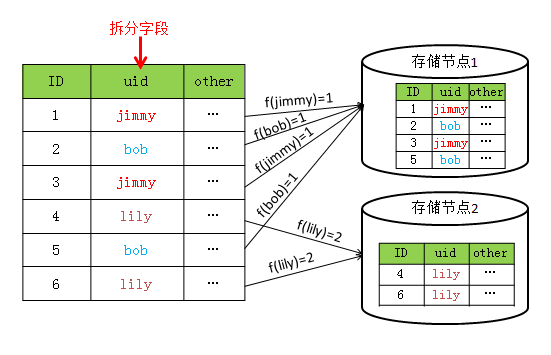 拆分字段
ID uid other
1 jimmy ...
2 bob ...
3 jimmy ...
4 lily ...
5 bob ...
6 lily ...
f(jimmy)=1
f(bob)=1
f(jimmy)=1
f(bob)=1
f(lily)=2
f(lily)=2
存储节点1
ID uid other
1 jimmy ...
2 bob ...
3 jimmy ...
5 bob ...
存储节点2
ID uid other
4 lily ...
6 lily ...